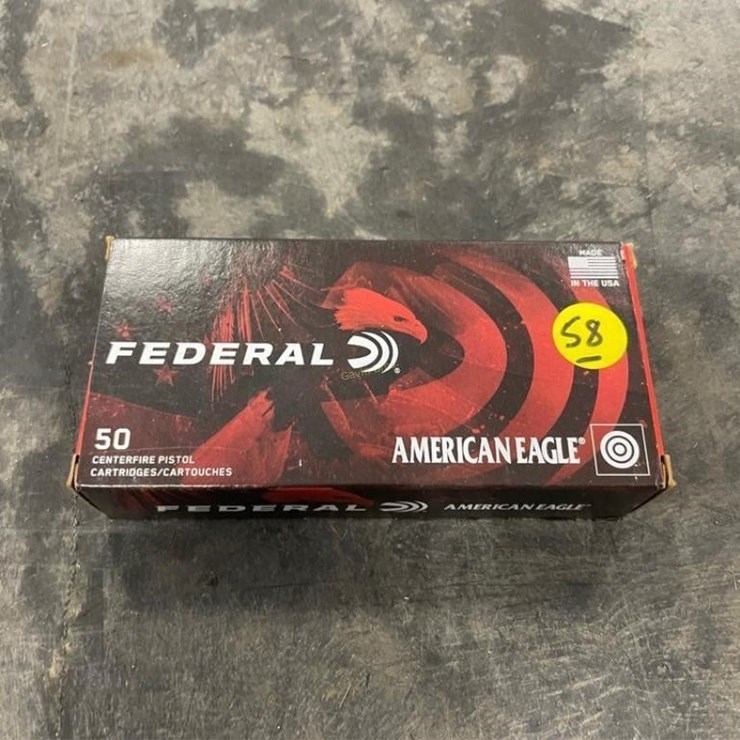 MADE
IN THE USA
58
FEDERAL
®
50
CENTERFIRE PISTOL
CARTRIDGES/CARTOUCHES
AMERICAN EAGLE®
FEDERAL
AMERICAN EAGLE